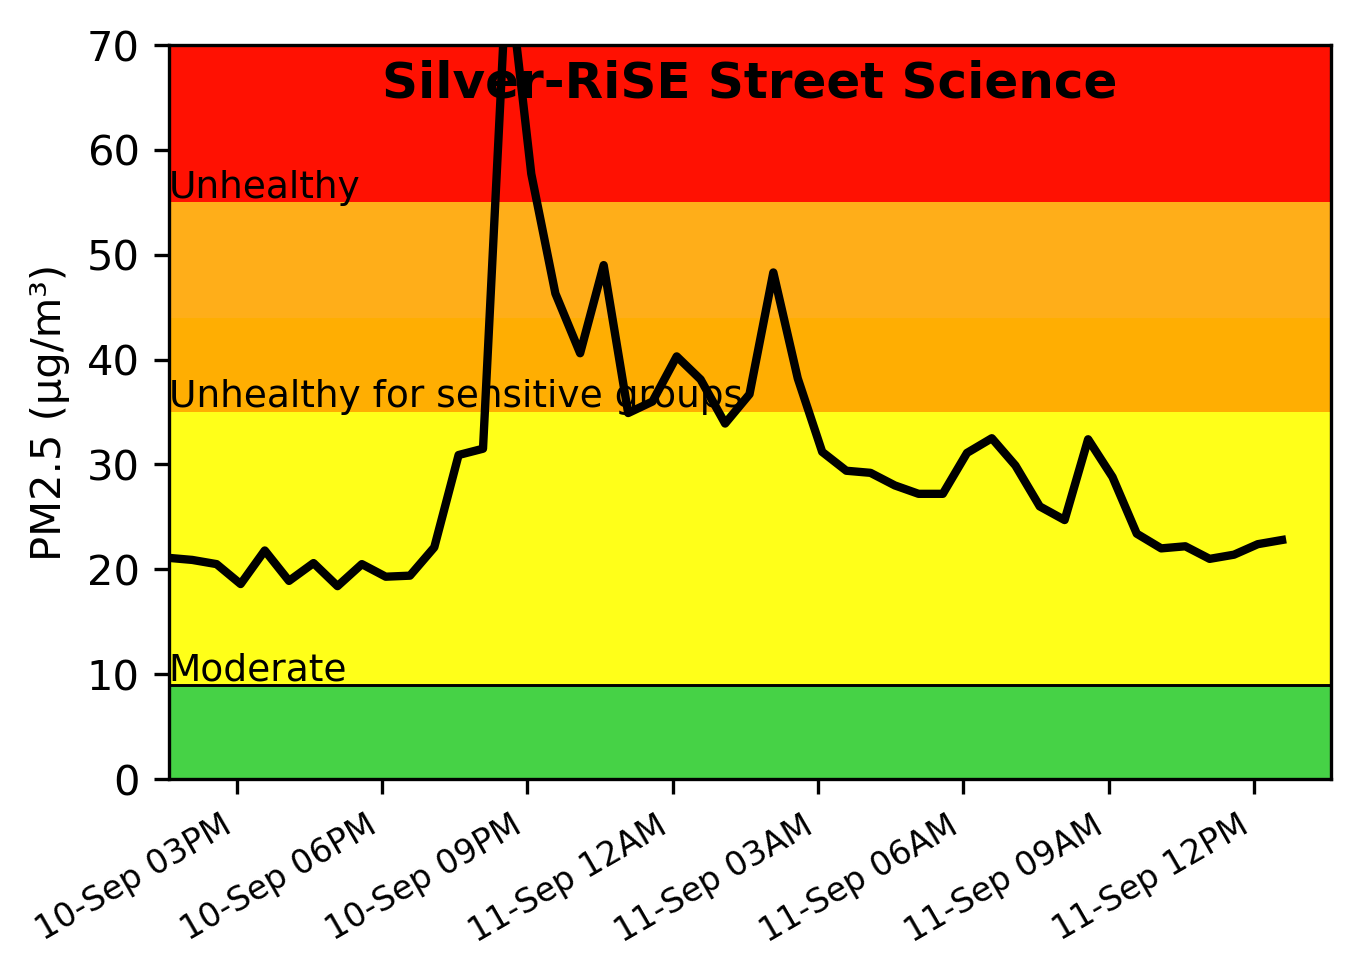 Silver-RiSE Street Science
PM2.5 (µg/m³)
70
60
Unhealthy
50
40
Unhealthy for sensitive groups
30
20
10
Moderate
0
10-Sep 03PM
10-Sep 06PM
10-Sep 09PM
11-Sep 12AM
11-Sep 03AM
11-Sep 06AM
11-Sep 09AM
11-Sep 12PM